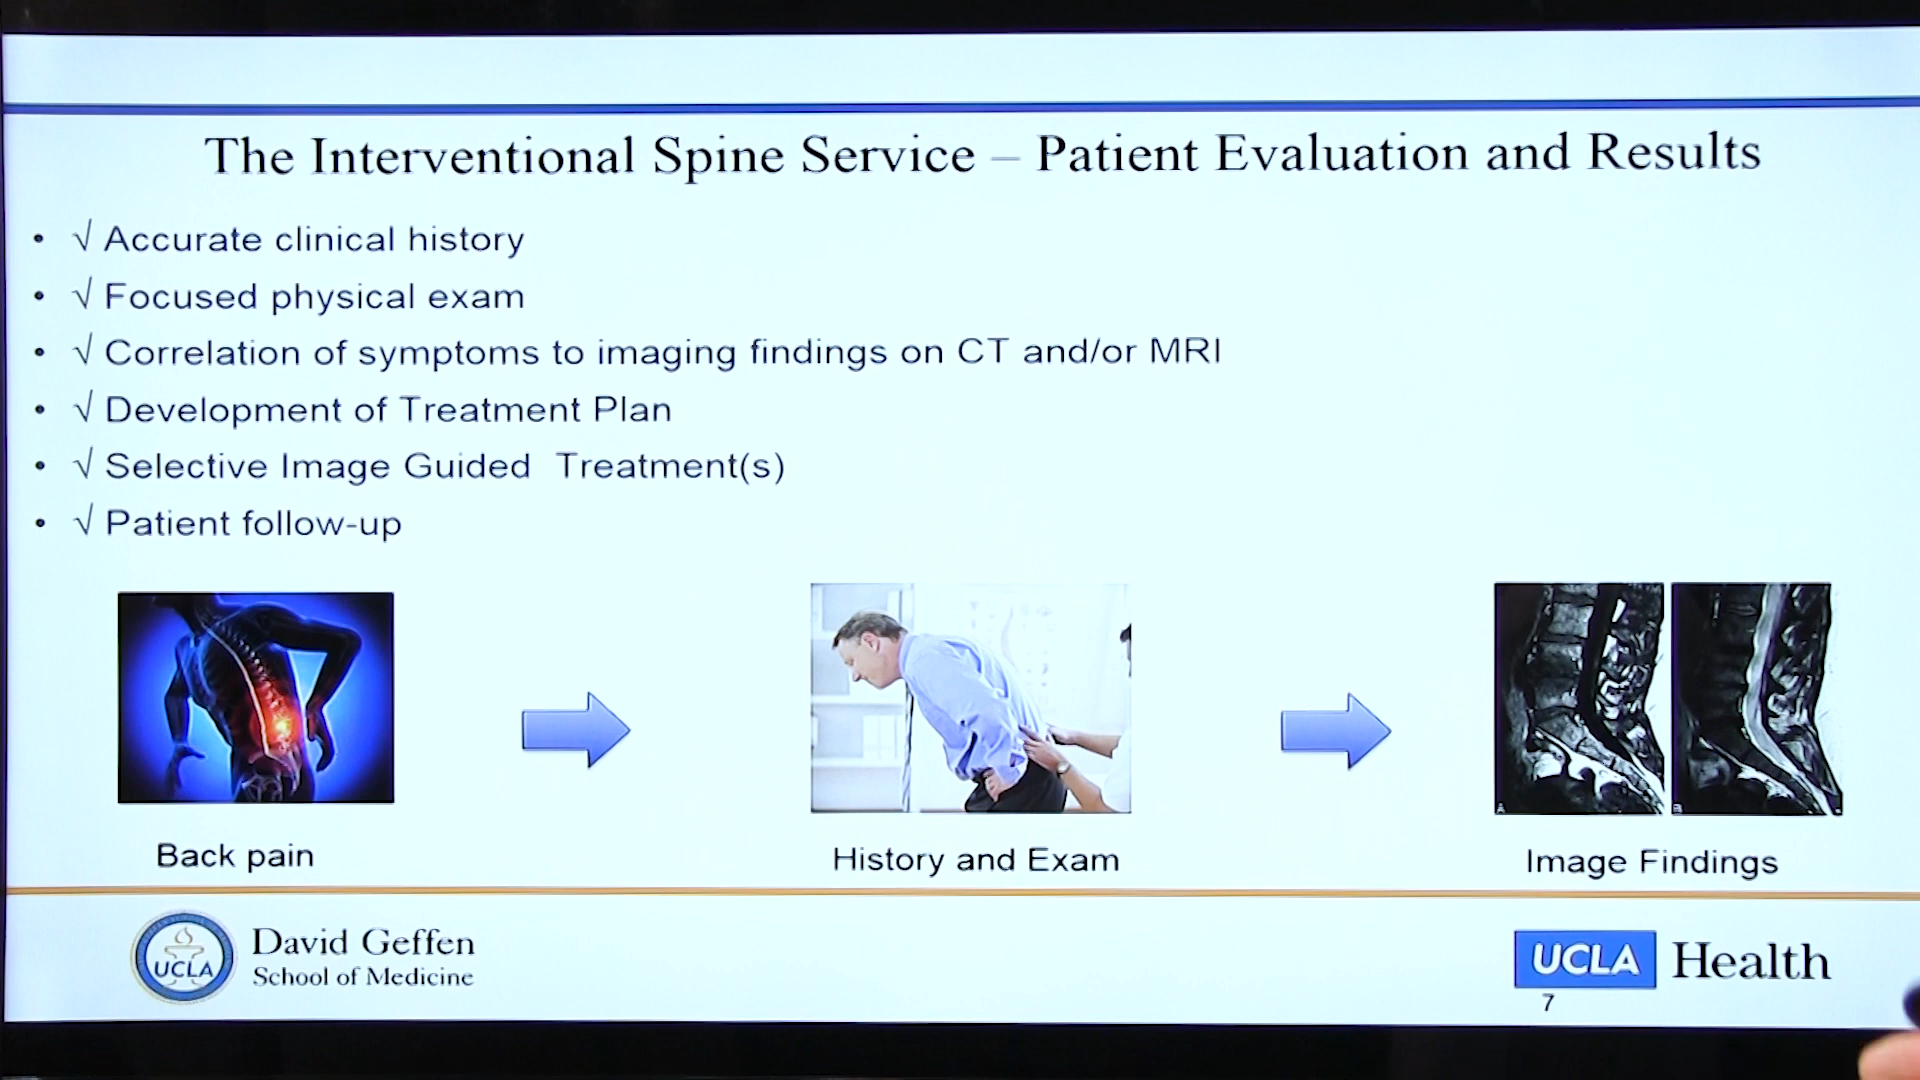 The Interventional Spine Service – Patient Evaluation and Results
• √ Accurate clinical history
• √ Focused physical exam
• √ Correlation of symptoms to imaging findings on CT and/or MRI
• √ Development of Treatment Plan
• √ Selective Image Guided  Treatment(s)
• √ Patient follow-up
Back pain
History and Exam
Image Findings
UCLA
David Geffen
School of Medicine
UCLA Health
7